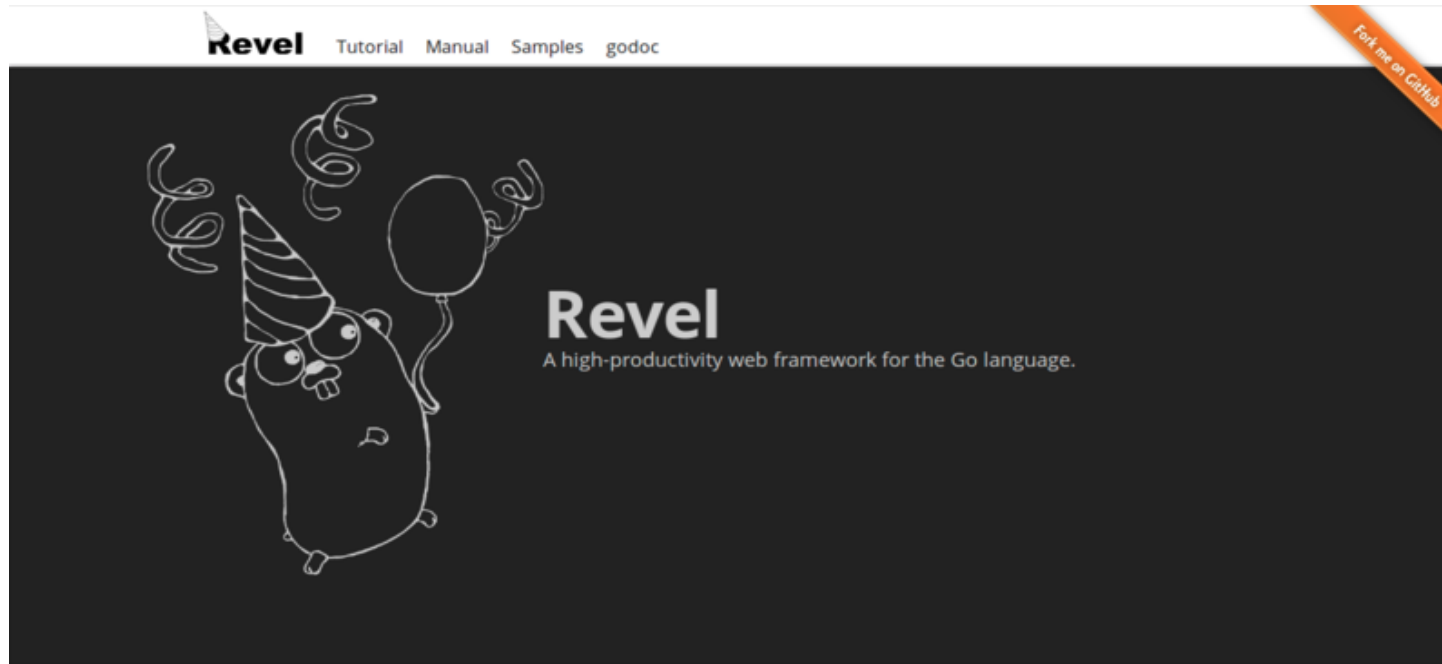 Revel Tutorial Manual Samples godoc
Fork me on GitHub
Revel
A high-productivity web framework for the Go language.